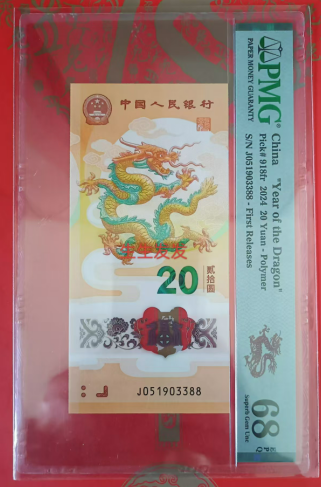 中国人民银行
20
贰拾圆
J051903388
PMG
PAPER MONEY GUARANTY
China "Year of the Dragon"
Pick# 918fr 2024 20 Yuan - Polymer
S/N J051903388 - First Releases
68
Superb Gem Unc